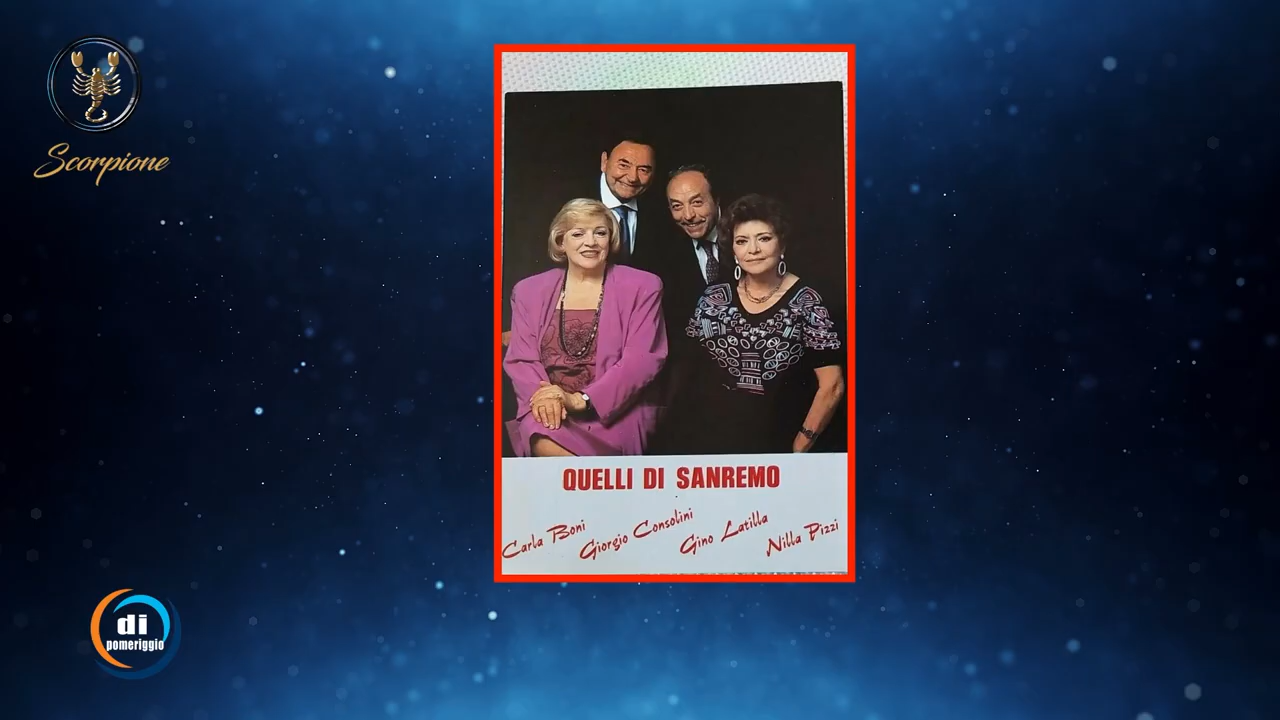 Scorpione
QUELLI DI SANREMO
Carla Boni
Giorgio Consolini
Gino Latilla
Nilla Pizzi
di
pomeriggio